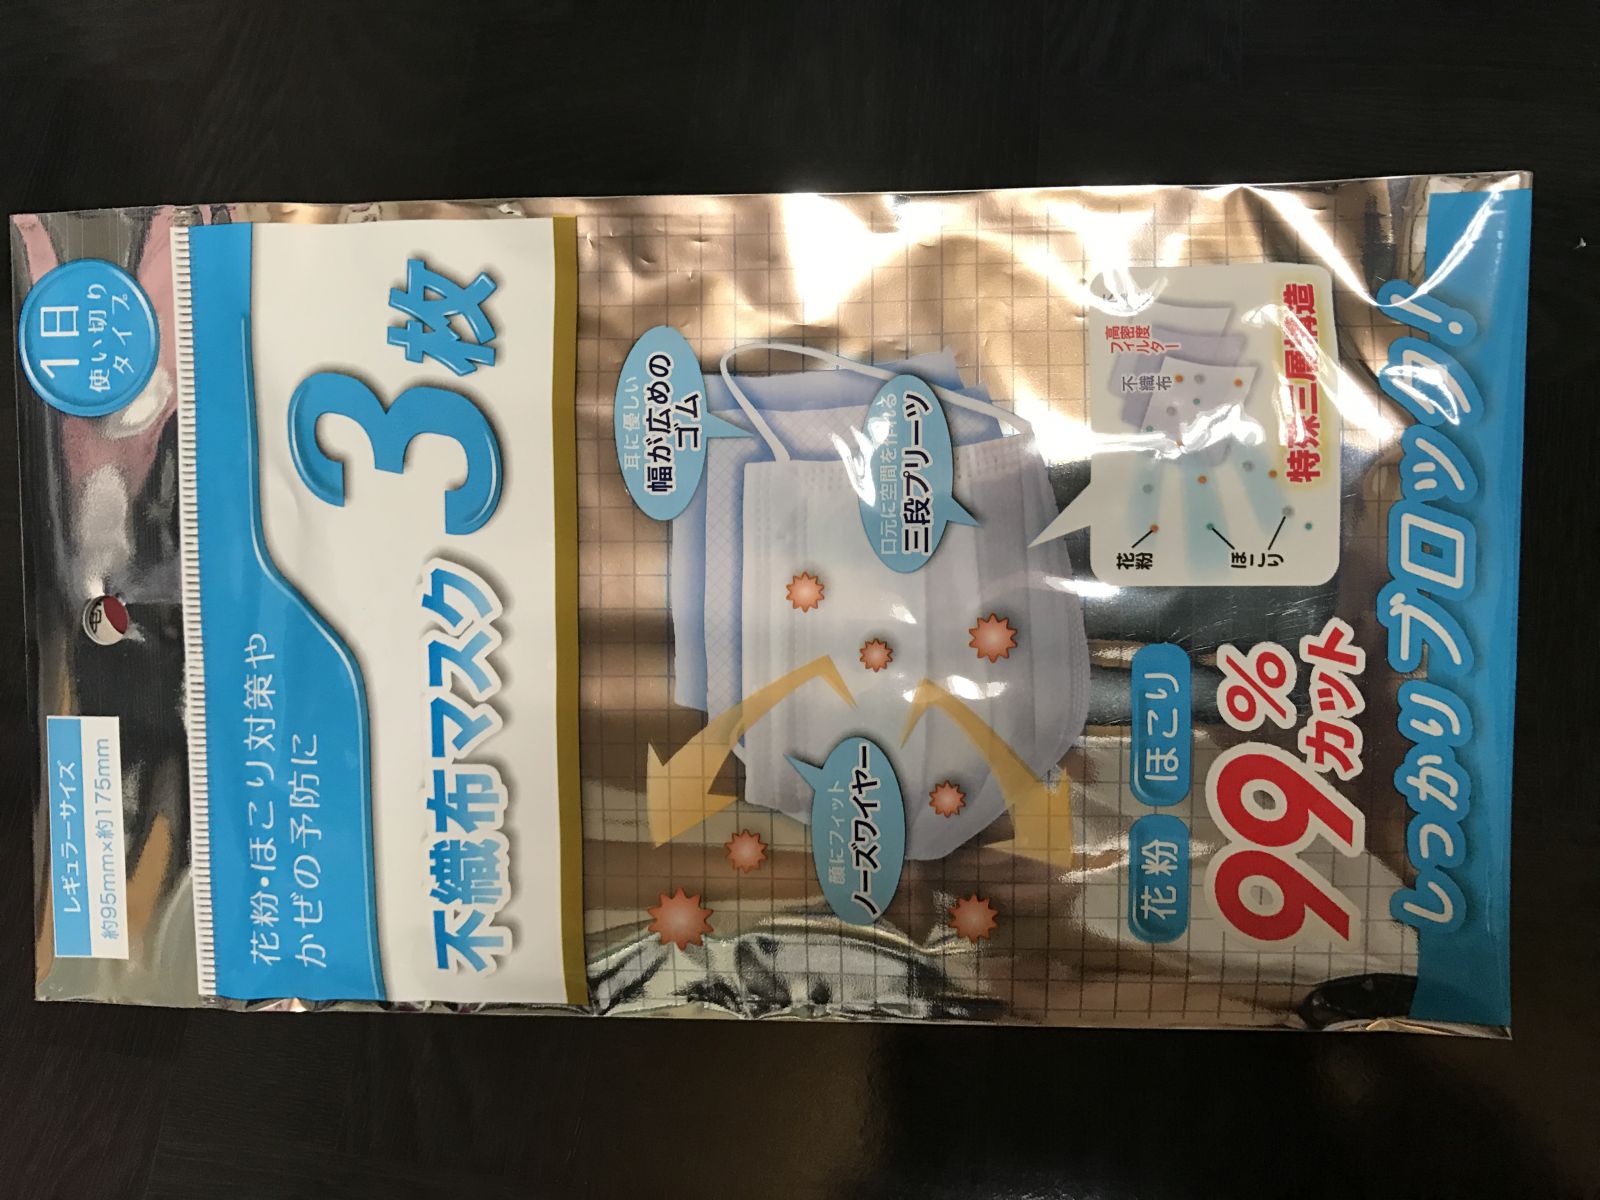 レギュラーサイズ
約95mm×約175mm
1日
使い切り
タイプ
花粉・ほこり対策や
かぜの予防に
不織布マスク3枚
耳に優しい
幅が広めの
ゴム
顔にフィット
ノーズワイヤー
口元に空間を作れる
三段プリーツ
不織布
高密度
フィルター
花粉
ほこり
特殊三層構造
花粉 ほこり
99%カット
しっかりブロック!